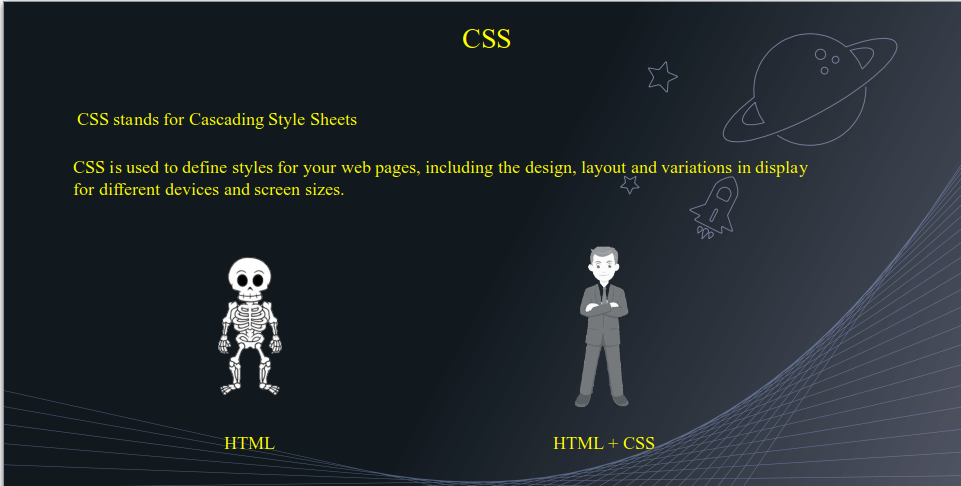 CSS
CSS stands for Cascading Style Sheets
CSS is used to define styles for your web pages, including the design, layout and variations in display
for different devices and screen sizes.
HTML
HTML + CSS